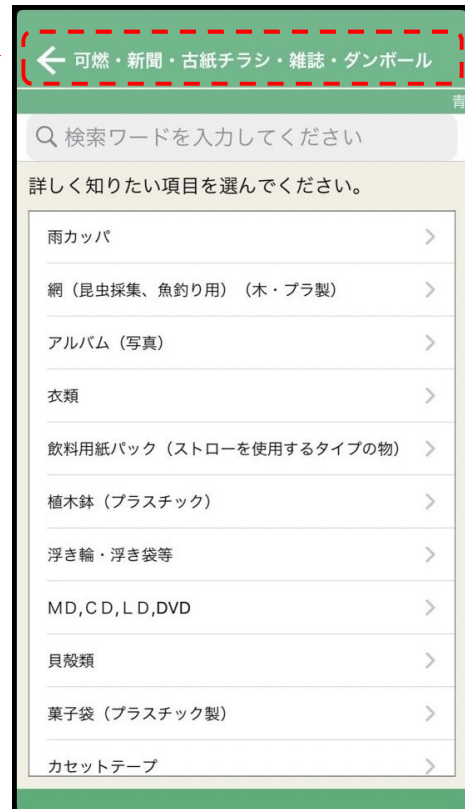 可燃・新聞・古紙チラシ・雑誌・ダンボール
青
検索ワードを入力してください
詳しく知りたい項目を選んでください。
雨カッパ
網（昆虫採集、魚釣り用）（木・プラ製）
アルバム（写真）
衣類
飲料用紙パック（ストローを使用するタイプの物）
植木鉢（プラスチック）
浮き輪・浮き袋等
ＭＤ,ＣＤ,ＬＤ,DVD
貝殻類
菓子袋（プラスチック製）
カセットテープ